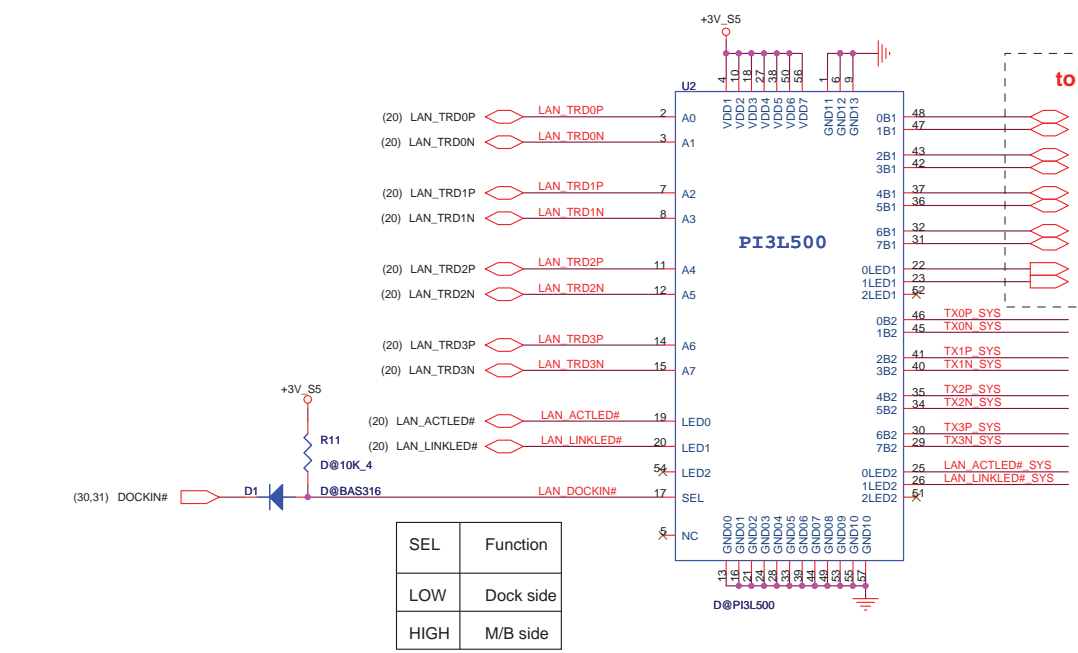 +3V_S5
to
U2
4 10 18 27 38 50 56
1 6 9
VDD1 VDD2 VDD3 VDD4 VDD5 VDD6 VDD7
GND11 GND12 GND13
(20) LAN_TRD0P LAN_TRD0P 2 A0
0B1 48
(20) LAN_TRD0N LAN_TRD0N 3 A1
1B1 47
2B1 43
3B1 42
(20) LAN_TRD1P LAN_TRD1P 7 A2
4B1 37
(20) LAN_TRD1N LAN_TRD1N 8 A3
5B1 36
PI3L500
6B1 32
7B1 31
(20) LAN_TRD2P LAN_TRD2P 11 A4
0LED1 22
1LED1 23
(20) LAN_TRD2N LAN_TRD2N 12 A5
2LED1 52
0B2 46 TX0P_SYS
1B2 45 TX0N_SYS
(20) LAN_TRD3P LAN_TRD3P 14 A6
2B2 41 TX1P_SYS
(20) LAN_TRD3N LAN_TRD3N 15 A7
3B2 40 TX1N_SYS
+3V_S5
4B2 35 TX2P_SYS
5B2 34 TX2N_SYS
(20) LAN_ACTLED# LAN_ACTLED# 19 LED0
6B2 30 TX3P_SYS
(20) LAN_LINKLED# LAN_LINKLED# 20 LED1
7B2 29 TX3N_SYS
R11
D@10K_4
54 LED2
0LED2 25 LAN_ACTLED#_SYS
1LED2 26 LAN_LINKLED#_SYS
(30,31) DOCKIN# D1 D@BAS316 LAN_DOCKIN# 17 SEL
2LED2 51
5 NC
SEL Function
LOW Dock side
HIGH M/B side
GND00 GND01 GND02 GND03 GND04 GND05 GND06 GND07 GND08 GND09 GND10 GND10
13 16 21 24 28 33 39 44 49 53 55 57
D@PI3L500